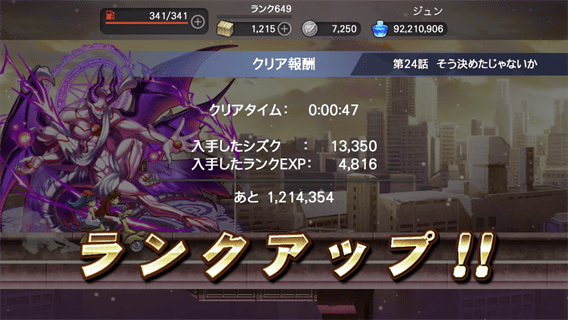 ランク649
ジュン
341/341
1,215
7,250
92,210,906
クリア報酬
第24話 そう決めたじゃないか
クリアタイム: 0:00:47
入手したシズク : 13,350
入手したランクEXP: 4,816
あと 1,214,354
ランクアップ!!